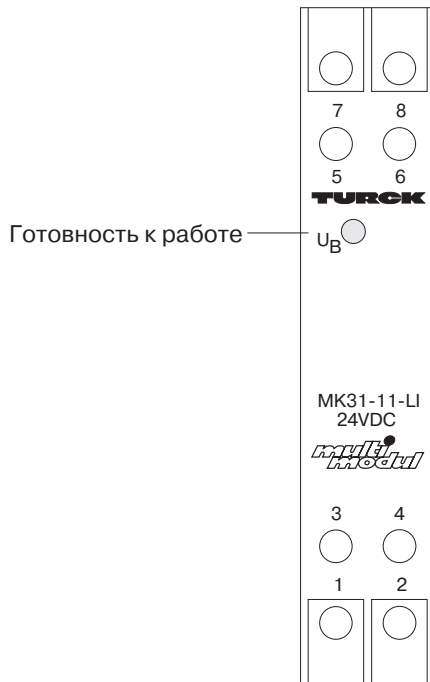 7 8
5 6
TURCK
Готовность к работе
UB
MK31-11-LI
24VDC
multi
modul
3 4
1 2